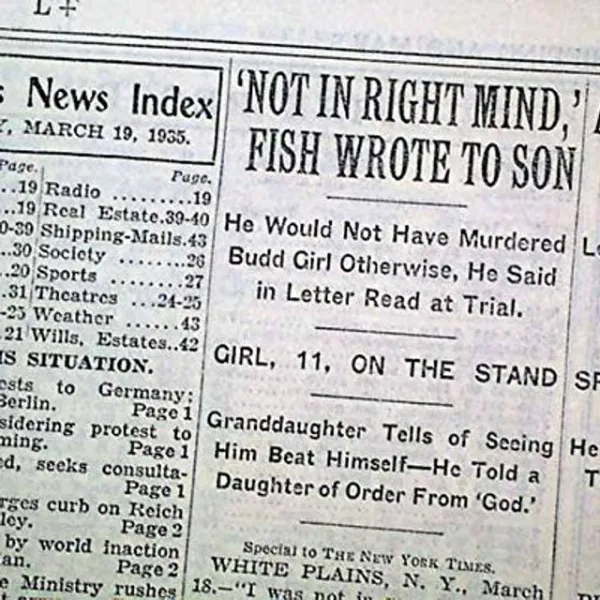 s News Index
Y, MARCH 19, 1935.
Page.
Page.
..19
Radio .........19
..19
Real Estate.39-40
0-39
Shipping-Mails.43
..30
Society ........26
..20
Sports ........27
..31
Theatres ...24-25
-25
Weather ......43
..21
Wills, Estates..42
IS SITUATION.
ests to Germany;
Berlin. Page 1
sidering protest to
ming. Page 1
ed, seeks consulta-
Page 1
rges curb on Reich
ley. Page 2
by world inaction
an. Page 2
e Ministry rushes
'NOT IN RIGHT MIND,'
FISH WROTE TO SON
He Would Not Have Murdered
Budd Girl Otherwise, He Said
in Letter Read at Trial.
GIRL, 11, ON THE STAND
Granddaughter Tells of Seeing
Him Beat Himself—He Told a
Daughter of Order From 'God.'
Special to THE NEW YORK TIMES.
WHITE PLAINS, N. Y., March
18.—"I was not in
SP
He
T